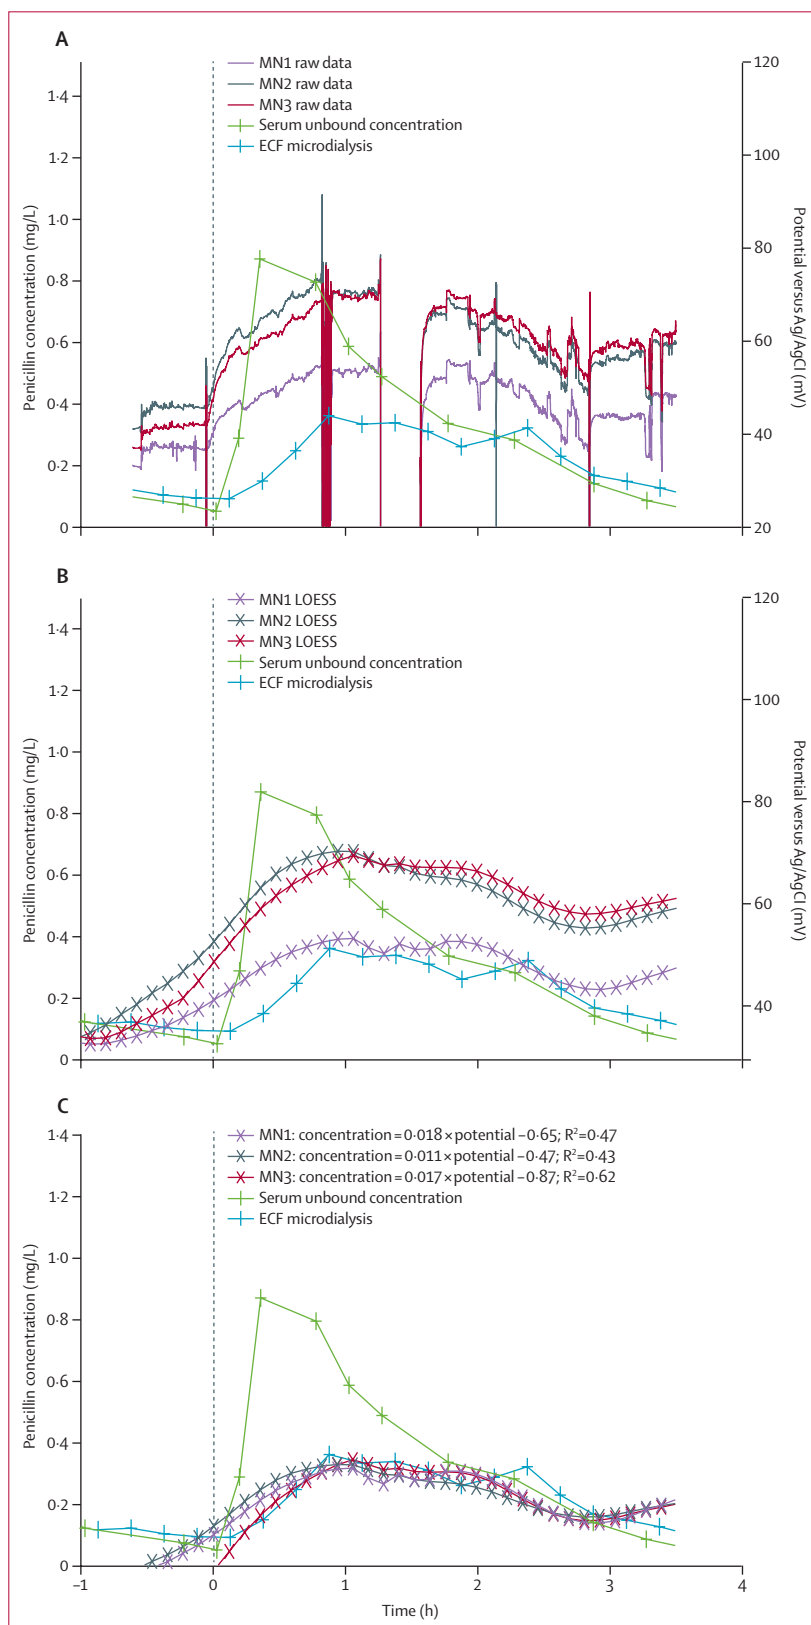 A
MN1 raw data
MN2 raw data
MN3 raw data
Serum unbound concentration
ECF microdialysis
Penicillin concentration (mg/L)
1·4
1·2
1·0
0·8
0·6
0·4
0·2
0
120
100
80
60
40
20
Potential versus Ag/AgCl (mV)
B
MN1 LOESS
MN2 LOESS
MN3 LOESS
Serum unbound concentration
ECF microdialysis
Penicillin concentration (mg/L)
1·4
1·2
1·0
0·8
0·6
0·4
0·2
0
120
100
80
60
40
Potential versus Ag/AgCl (mV)
C
MN1: concentration=0·018×potential–0·65; R²=0·47
MN2: concentration=0·011×potential–0·47; R²=0·43
MN3: concentration=0·017×potential–0·87; R²=0·62
Serum unbound concentration
ECF microdialysis
Penicillin concentration (mg/L)
1·4
1·2
1·0
0·8
0·6
0·4
0·2
0
–1 0 1 2 3 4
Time (h)